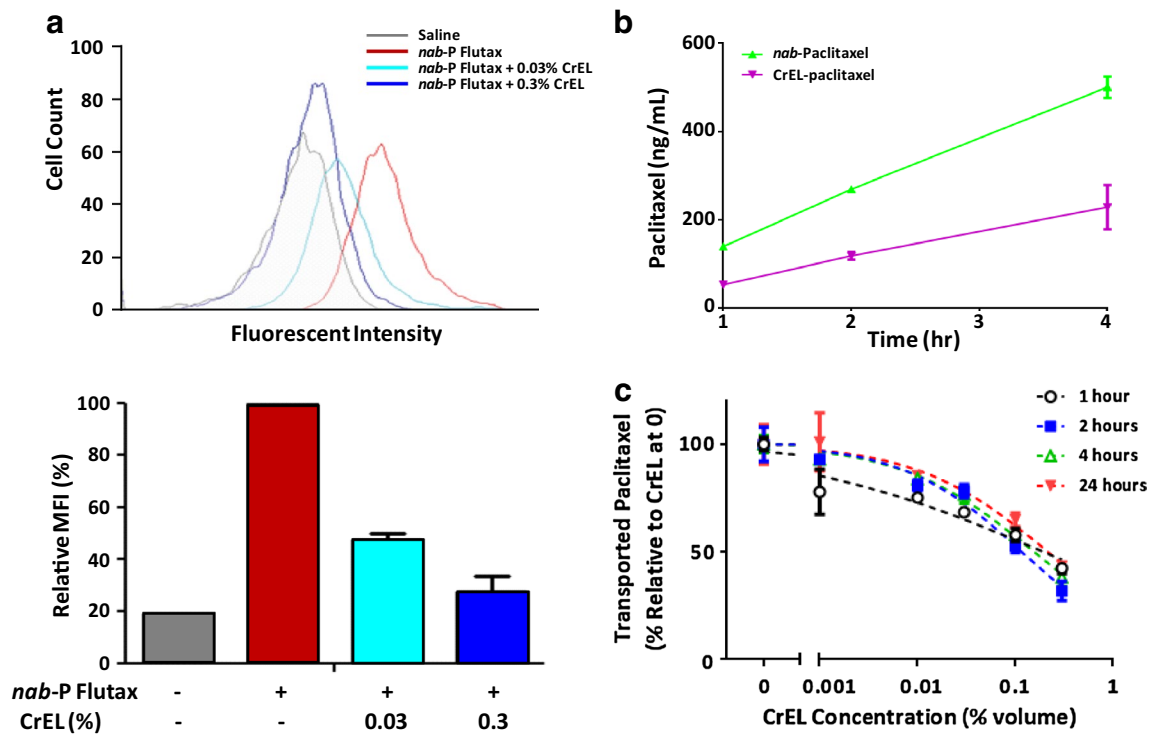 a
Saline
nab-P Flutax
nab-P Flutax + 0.03% CrEL
nab-P Flutax + 0.3% CrEL
100
80
60
40
20
0
Cell Count
Fluorescent Intensity
100
80
60
40
20
0
Relative MFI (%)
nab-P Flutax - + + +
CrEL (%) - - 0.03 0.3
b
nab-Paclitaxel
CrEL-paclitaxel
600
400
200
0
Paclitaxel (ng/mL)
1 2 3 4
Time (hr)
c
1 hour
2 hours
4 hours
24 hours
100
50
0
Transported Paclitaxel
(% Relative to CrEL at 0)
0 0.001 0.01 0.1 1
CrEL Concentration (% volume)